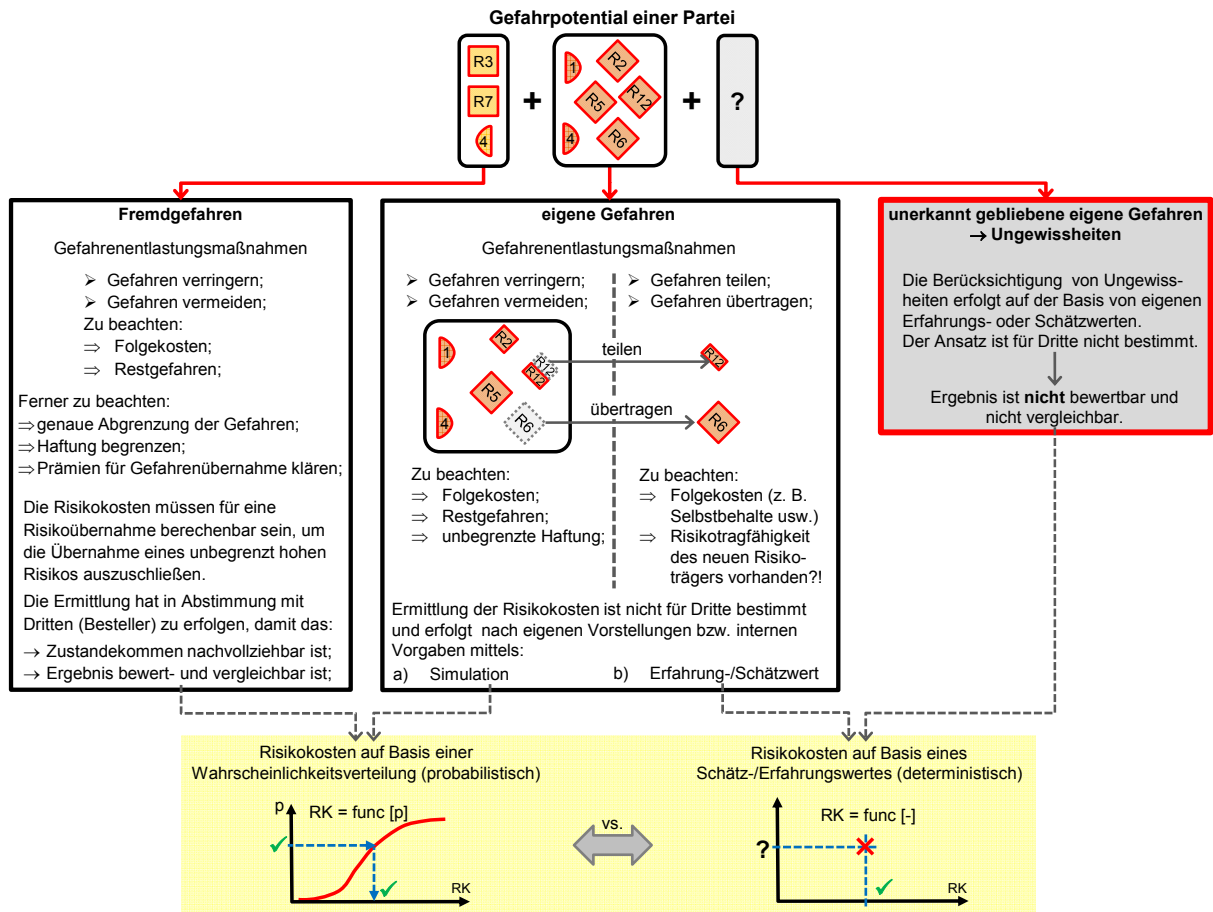 Gefahrpotential einer Partei
R3
R7
4
+
1
R2
R5
R12
4
R6
+
?
Fremdgefahren
Gefahrenentlastungsmaßnahmen
➢ Gefahren verringern;
➢ Gefahren vermeiden;
Zu beachten:
⇒ Folgekosten;
⇒ Restgefahren;
Ferner zu beachten:
⇒genaue Abgrenzung der Gefahren;
⇒Haftung begrenzen;
⇒Prämien für Gefahrenübernahme klären;
Die Risikokosten müssen für eine
Risikoübernahme berechenbar sein, um
die Übernahme eines unbegrenzt hohen
Risikos auszuschließen.
Die Ermittlung hat in Abstimmung mit
Dritten (Besteller) zu erfolgen, damit das:
→ Zustandekommen nachvollziehbar ist;
→ Ergebnis bewert- und vergleichbar ist;
eigene Gefahren
Gefahrenentlastungsmaßnahmen
➢ Gefahren verringern;
➢ Gefahren vermeiden;
➢ Gefahren teilen;
➢ Gefahren übertragen;
1
R2
R12
R12
R5
4
R6
teilen
R12
übertragen
R6
Zu beachten:
⇒ Folgekosten;
⇒ Restgefahren;
⇒ unbegrenzte Haftung;
Zu beachten:
⇒ Folgekosten (z. B.
Selbstbehalte usw.)
⇒ Risikotragfähigkeit
des neuen Risiko-
trägers vorhanden?!
Ermittlung der Risikokosten ist nicht für Dritte bestimmt
und erfolgt nach eigenen Vorstellungen bzw. internen
Vorgaben mittels:
a) Simulation b) Erfahrung-/Schätzwert
unerkannt gebliebene eigene Gefahren
→ Ungewissheiten
Die Berücksichtigung von Ungewiss-
heiten erfolgt auf der Basis von eigenen
Erfahrungs- oder Schätzwerten.
Der Ansatz ist für Dritte nicht bestimmt.
Ergebnis ist nicht bewertbar und
nicht vergleichbar.
Risikokosten auf Basis einer
Wahrscheinlichkeitsverteilung (probabilistisch)
p
RK = func [p]
RK
vs.
Risikokosten auf Basis eines
Schätz-/Erfahrungswertes (deterministisch)
RK = func [-]
?
RK